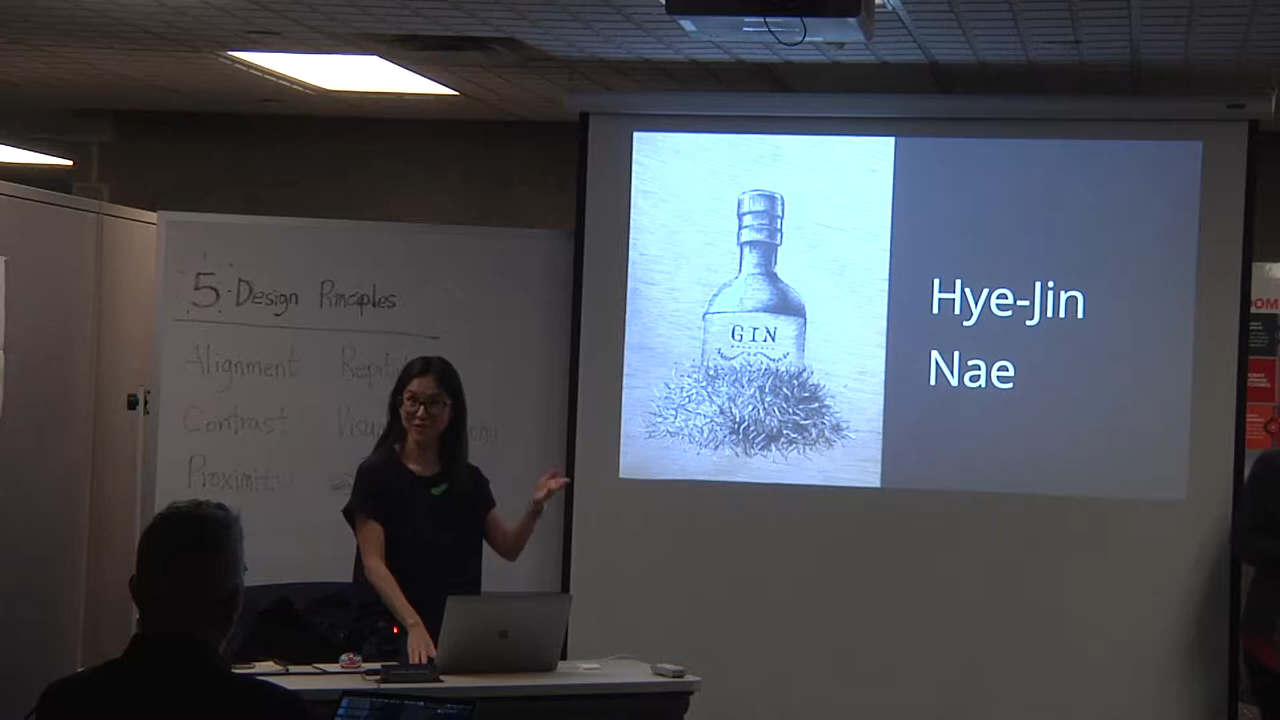 5 Design Principles
Alignment
Contrast
Proximity
GIN
Hye-Jin
Nae